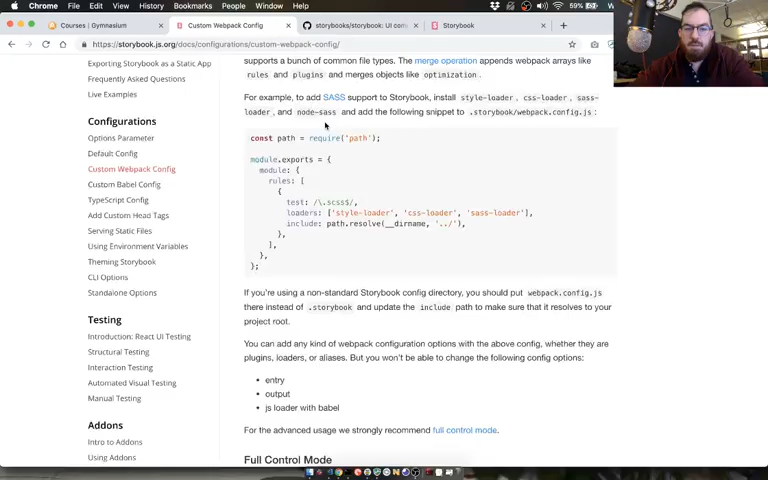 Chrome File Edit View History Bookmarks People Window Help
59%
Courses | Gymnasium
Custom Webpack Config
storybooks/storybook: UI con
Storybook
https://storybook.js.org/docs/configurations/custom-webpack-config/
Exporting Storybook as a Static App
Frequently Asked Questions
Live Examples
Configurations
Options Parameter
Default Config
Custom Webpack Config
Custom Babel Config
TypeScript Config
Add Custom Head Tags
Serving Static Files
Using Environment Variables
Theming Storybook
CLI Options
Standalone Options
Testing
Introduction: React UI Testing
Structural Testing
Interaction Testing
Automated Visual Testing
Manual Testing
Addons
Intro to Addons
Using Addons
supports a bunch of common file types. The merge operation appends webpack arrays like
rules and plugins and merges objects like optimization.
For example, to add SASS support to Storybook, install style-loader, css-loader, sass-
loader, and node-sass and add the following snippet to .storybook/webpack.config.js:
const path = require('path');
module.exports = {
module: {
rules: [
{
test: /\.scss$/,
loaders: ['style-loader', 'css-loader', 'sass-loader'],
include: path.resolve(__dirname, '../'),
},
],
},
};
If you're using a non-standard Storybook config directory, you should put webpack.config.js
there instead of .storybook and update the include path to make sure that it resolves to your
project root.
You can add any kind of webpack configuration options with the above config, whether they are
plugins, loaders, or aliases. But you won't be able to change the following config options:
entry
output
js loader with babel
For the advanced usage we strongly recommend full control mode.
Full Control Mode